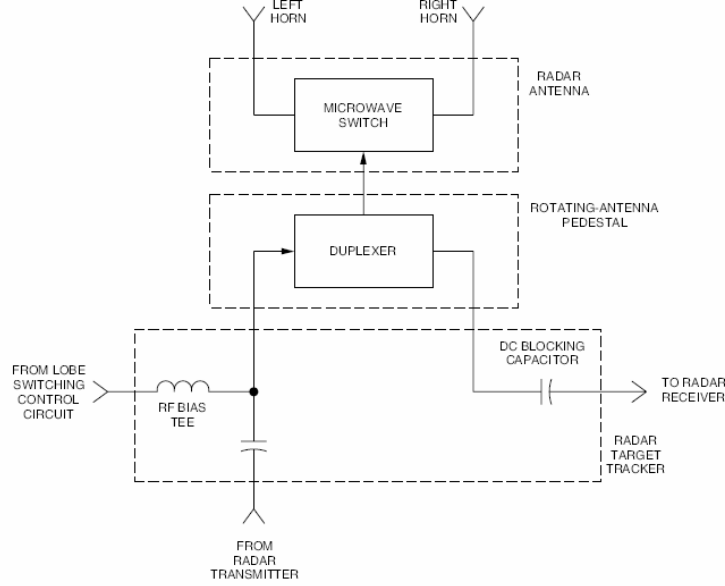 LEFT
HORN
RIGHT
HORN
MICROWAVE
SWITCH
RADAR
ANTENNA
DUPLEXER
ROTATING-ANTENNA
PEDESTAL
DC BLOCKING
CAPACITOR
FROM LOBE
SWITCHING
CONTROL
CIRCUIT
RF BIAS
TEE
TO RADAR
RECEIVER
RADAR
TARGET
TRACKER
FROM
RADAR
TRANSMITTER